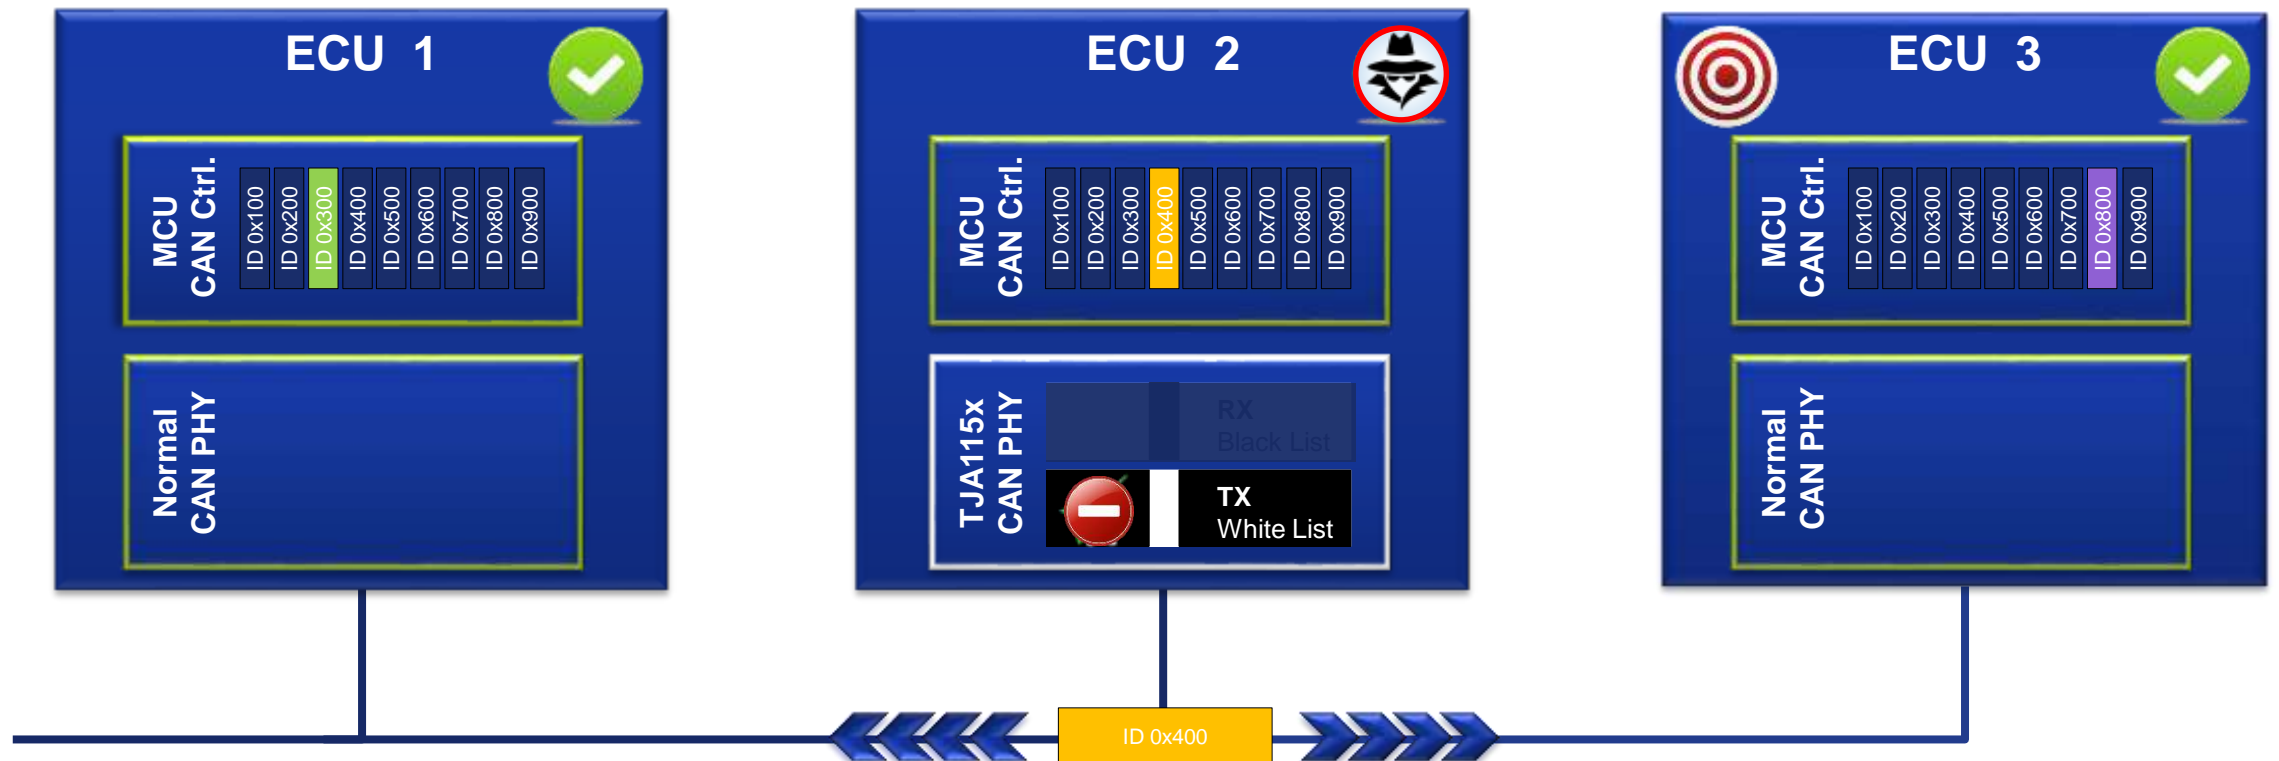 ECU 1
MCU
CAN Ctrl.
ID 0x100
ID 0x200
ID 0x300
ID 0x400
ID 0x500
ID 0x600
ID 0x700
ID 0x800
ID 0x900
Normal
CAN PHY
ECU 2
MCU
CAN Ctrl.
ID 0x100
ID 0x200
ID 0x300
ID 0x400
ID 0x500
ID 0x600
ID 0x700
ID 0x800
ID 0x900
TJA115x
CAN PHY
RX
Black List
TX
White List
ECU 3
MCU
CAN Ctrl.
ID 0x100
ID 0x200
ID 0x300
ID 0x400
ID 0x500
ID 0x600
ID 0x700
ID 0x800
ID 0x900
Normal
CAN PHY
ID 0x400